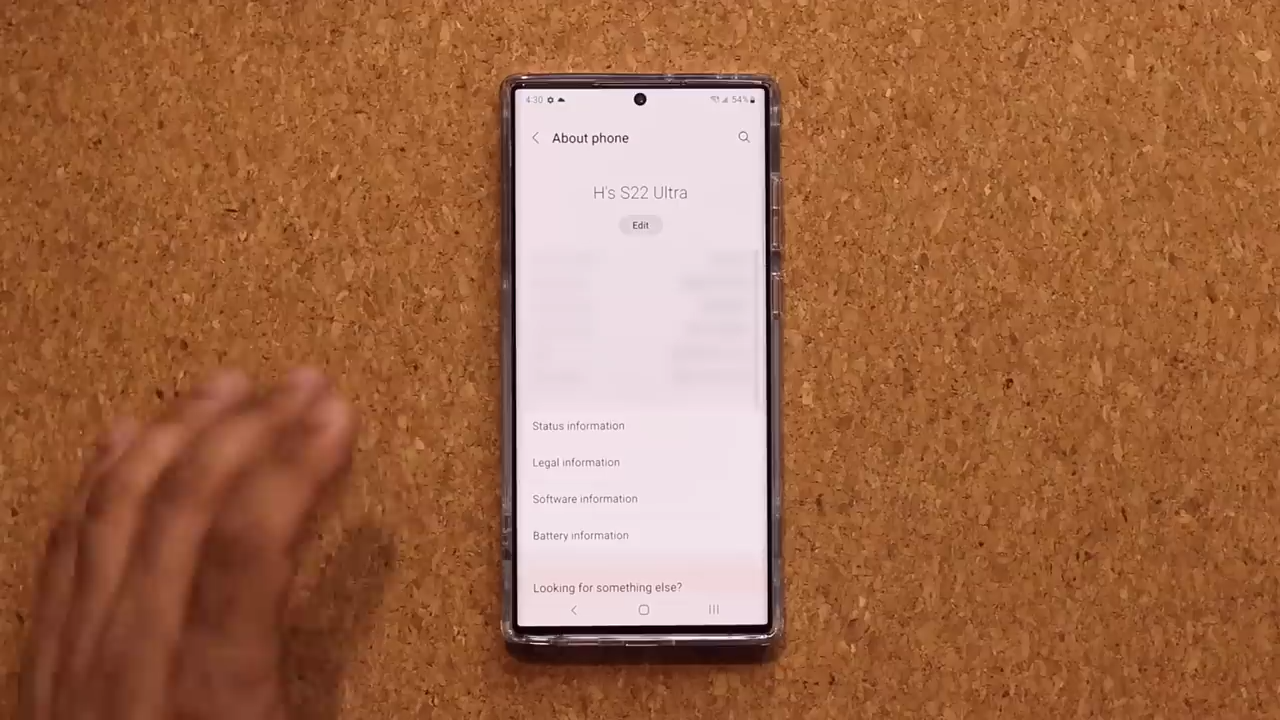 4:30 54%
About phone
H's S22 Ultra
Edit
Status information
Legal information
Software information
Battery information
Looking for something else?